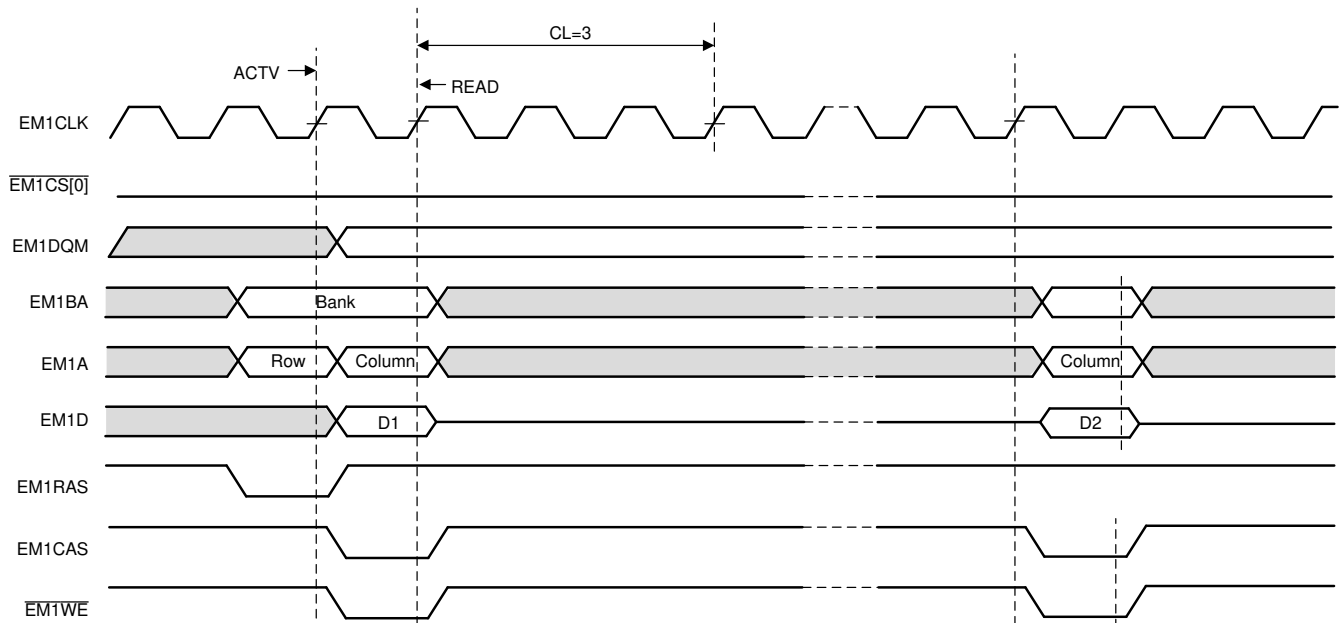 CL=3
ACTV
READ
EM1CLK
EM1CS[0]
EM1DQM
EM1BA
Bank
EM1A
Row
Column
Column
EM1D
D1
D2
EM1RAS
EM1CAS
EM1WE